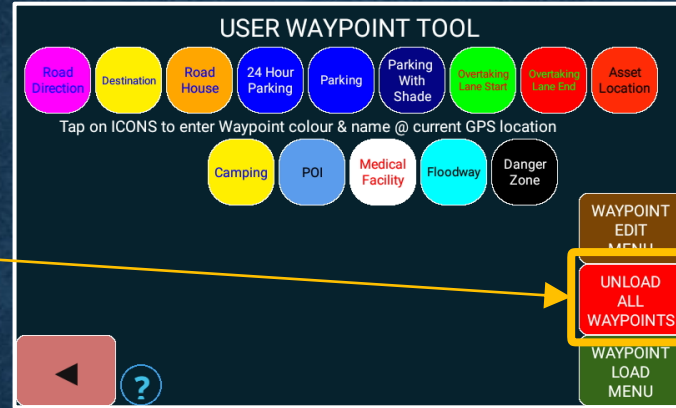 USER WAYPOINT TOOL
Road
Direction
Destination
Road
House
24 Hour
Parking
Parking
Parking
With
Shade
Overtaking
Lane Start
Overtaking
Lane End
Asset
Location
Tap on ICONS to enter Waypoint colour & name @ current GPS location
Camping
POI
Medical
Facility
Floodway
Danger
Zone
WAYPOINT
EDIT
MENU
UNLOAD
ALL
WAYPOINTS
WAYPOINT
LOAD
MENU
?